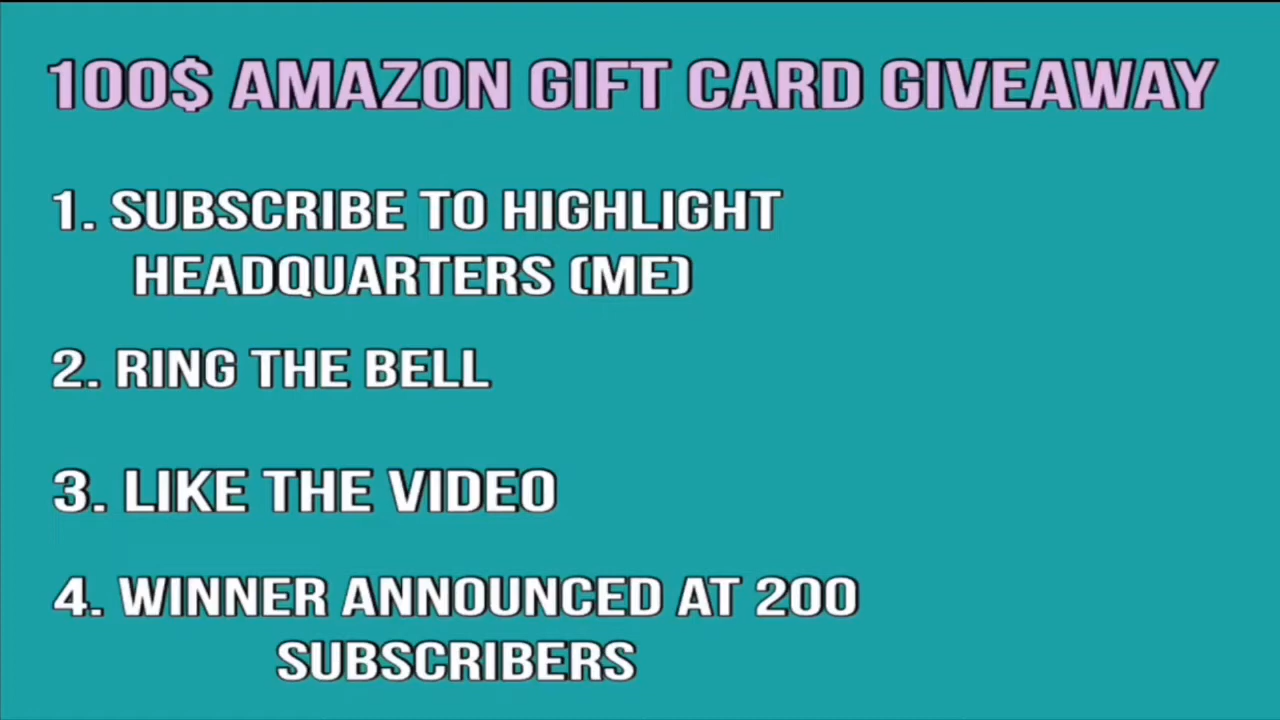 100$ AMAZON GIFT CARD GIVEAWAY
1. SUBSCRIBE TO HIGHLIGHT
HEADQUARTERS (ME)
2. RING THE BELL
3. LIKE THE VIDEO
4. WINNER ANNOUNCED AT 200
SUBSCRIBERS